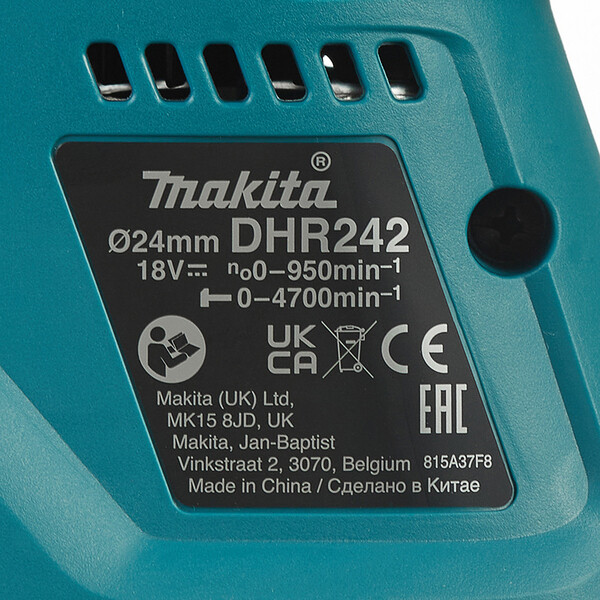 Makita®
Ø24mm DHR242
18V⎓ n₀0–950min⁻¹
0–4700min⁻¹
UK
CA
CE
EAC
Makita (UK) Ltd,
MK15 8JD, UK
Makita, Jan-Baptist
Vinkstraat 2, 3070, Belgium 815A37F8
Made in China / Сделано в Китае